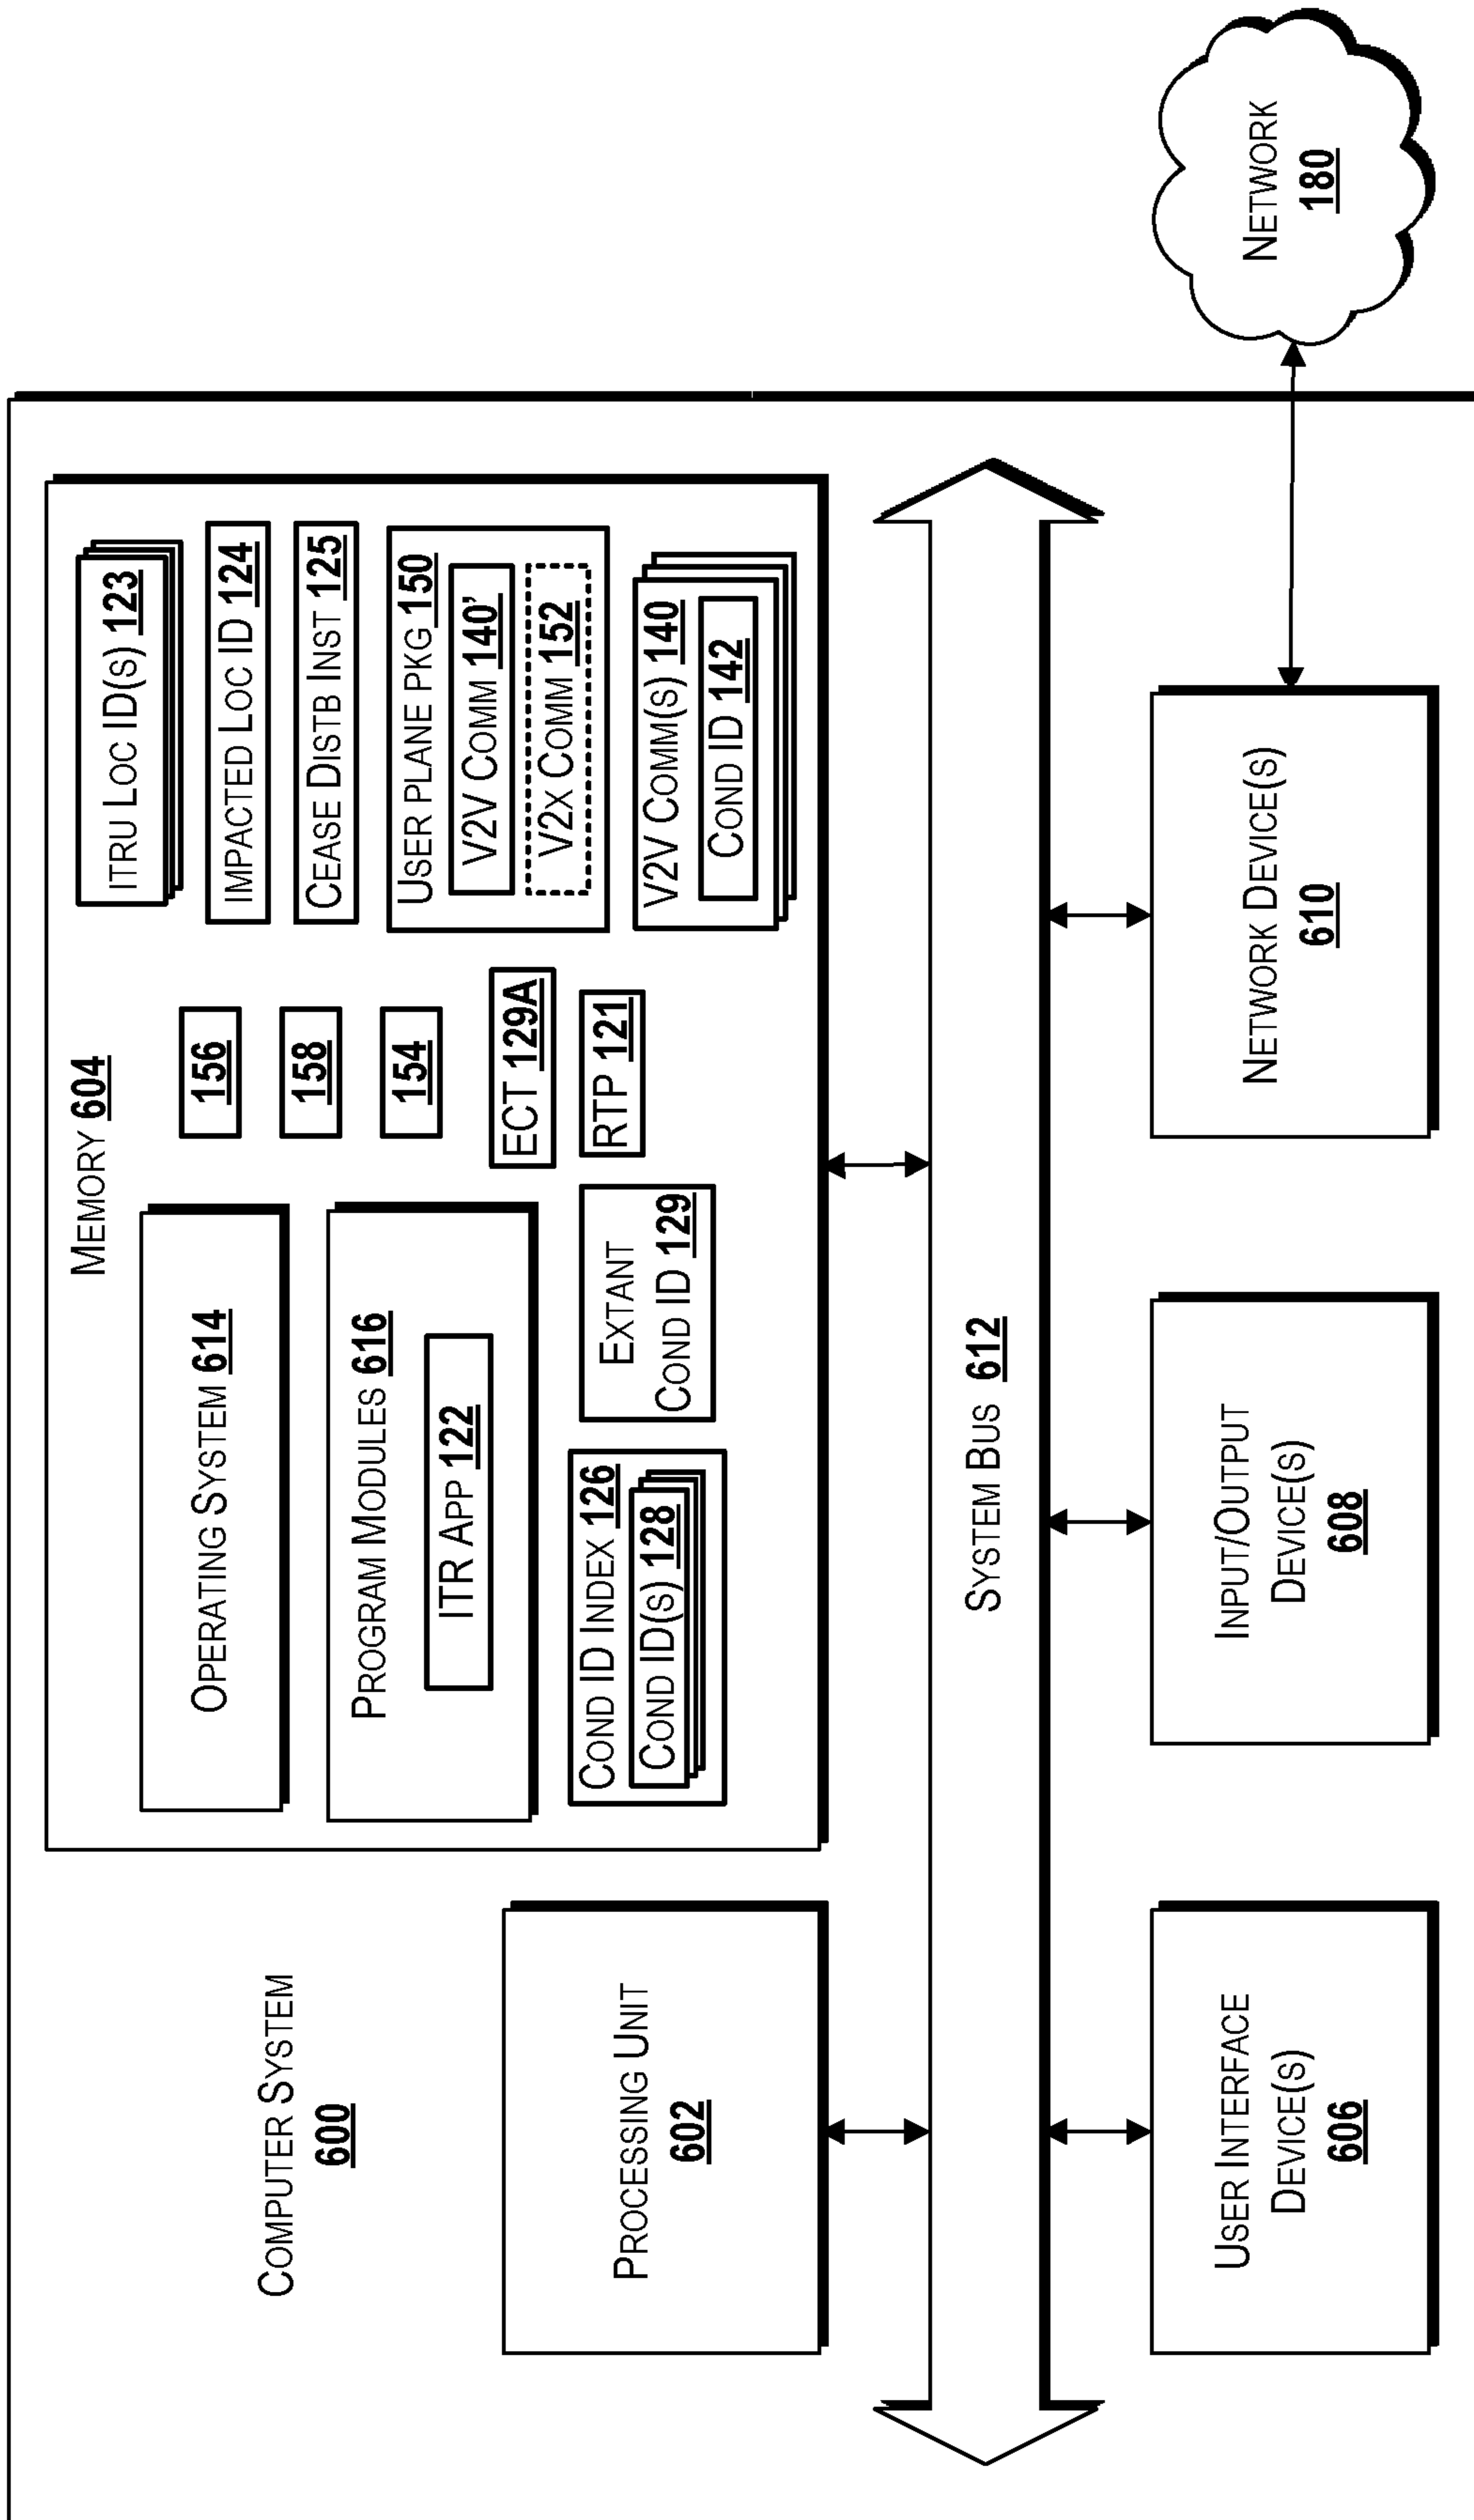 COMPUTER SYSTEM
600
PROCESSING UNIT
602
MEMORY 604
OPERATING SYSTEM 614
PROGRAM MODULES 616
ITR APP 122
COND ID INDEX 126
COND ID(S) 128
EXTANT
COND ID 129
156
158
154
ECT 129A
RTP 121
ITRU LOC ID(S) 123
IMPACTED LOC ID 124
CEASE DISTB INST 125
USER PLANE PKG 150
V2V COMM 140'
V2X COMM 152
V2V COMM(S) 140
COND ID 142
SYSTEM BUS 612
USER INTERFACE
DEVICE(S)
606
INPUT/OUTPUT
DEVICE(S)
608
NETWORK DEVICE(S)
610
NETWORK
180